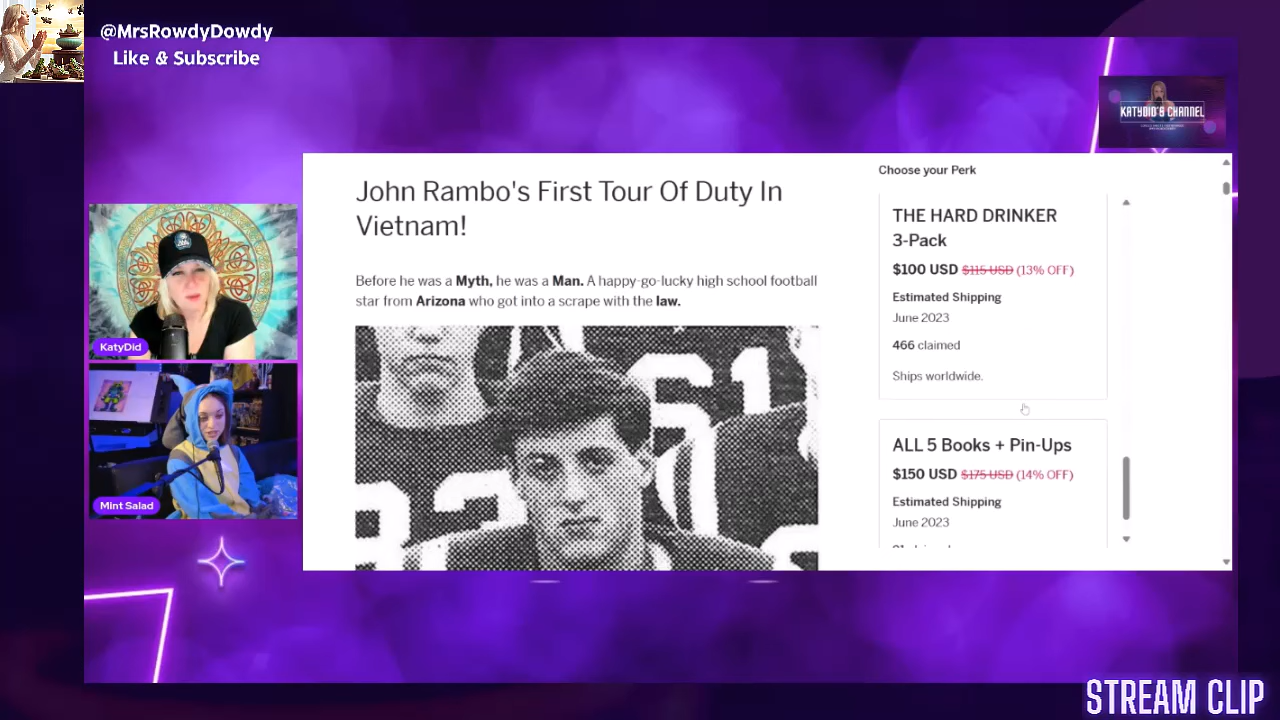 @MrsRowdyDowdy
Like & Subscribe
KATYDID'S CHANNEL
KatyDid
Mint Salad
John Rambo's First Tour Of Duty In
Vietnam!
Before he was a Myth, he was a Man. A happy-go-lucky high school football
star from Arizona who got into a scrape with the law.
Choose your Perk
THE HARD DRINKER
3-Pack
$100 USD $115 USD (13% OFF)
Estimated Shipping
June 2023
466 claimed
Ships worldwide.
ALL 5 Books + Pin-Ups
$150 USD $175 USD (14% OFF)
Estimated Shipping
June 2023
STREAM CLIP